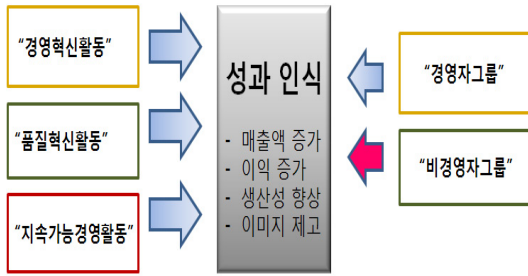 “경영혁신활동”
“품질혁신활동”
“지속가능경영활동”
성과 인식
- 매출액 증가
- 이익 증가
- 생산성 향상
- 이미지 제고
“경영자그룹”
“비경영자그룹”